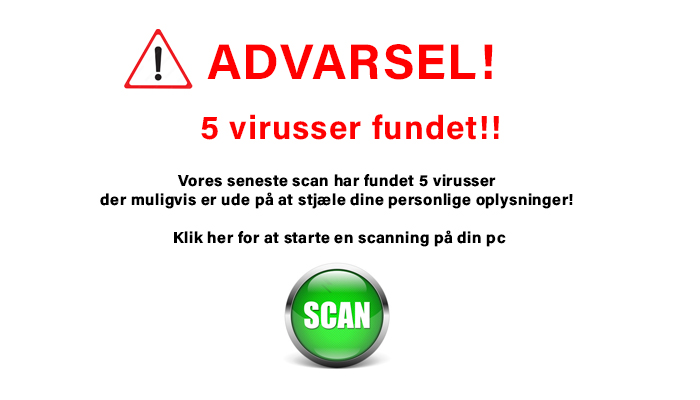 ADVARSEL!
5 virusser fundet!!
Vores seneste scan har fundet 5 virusser
der muligvis er ude på at stjæle dine personlige oplysninger!
Klik her for at starte en scanning på din pc
SCAN